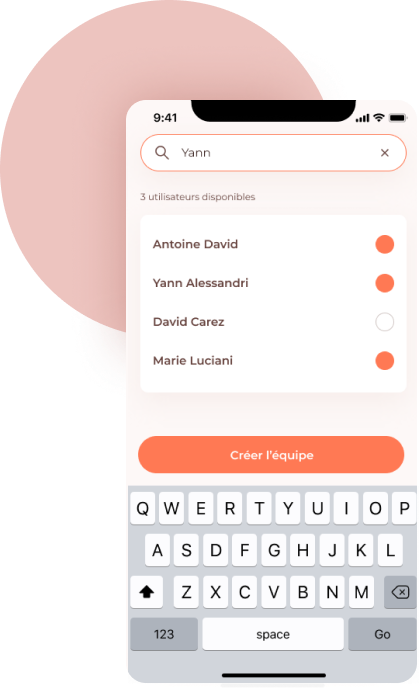 9:41
Yann
3 utilisateurs disponibles
Antoine David
Yann Alessandri
David Carez
Marie Luciani
Créer l'équipe
Q W E R T Y U I O P
A S D F G H J K L
Z X C V B N M
123 space Go